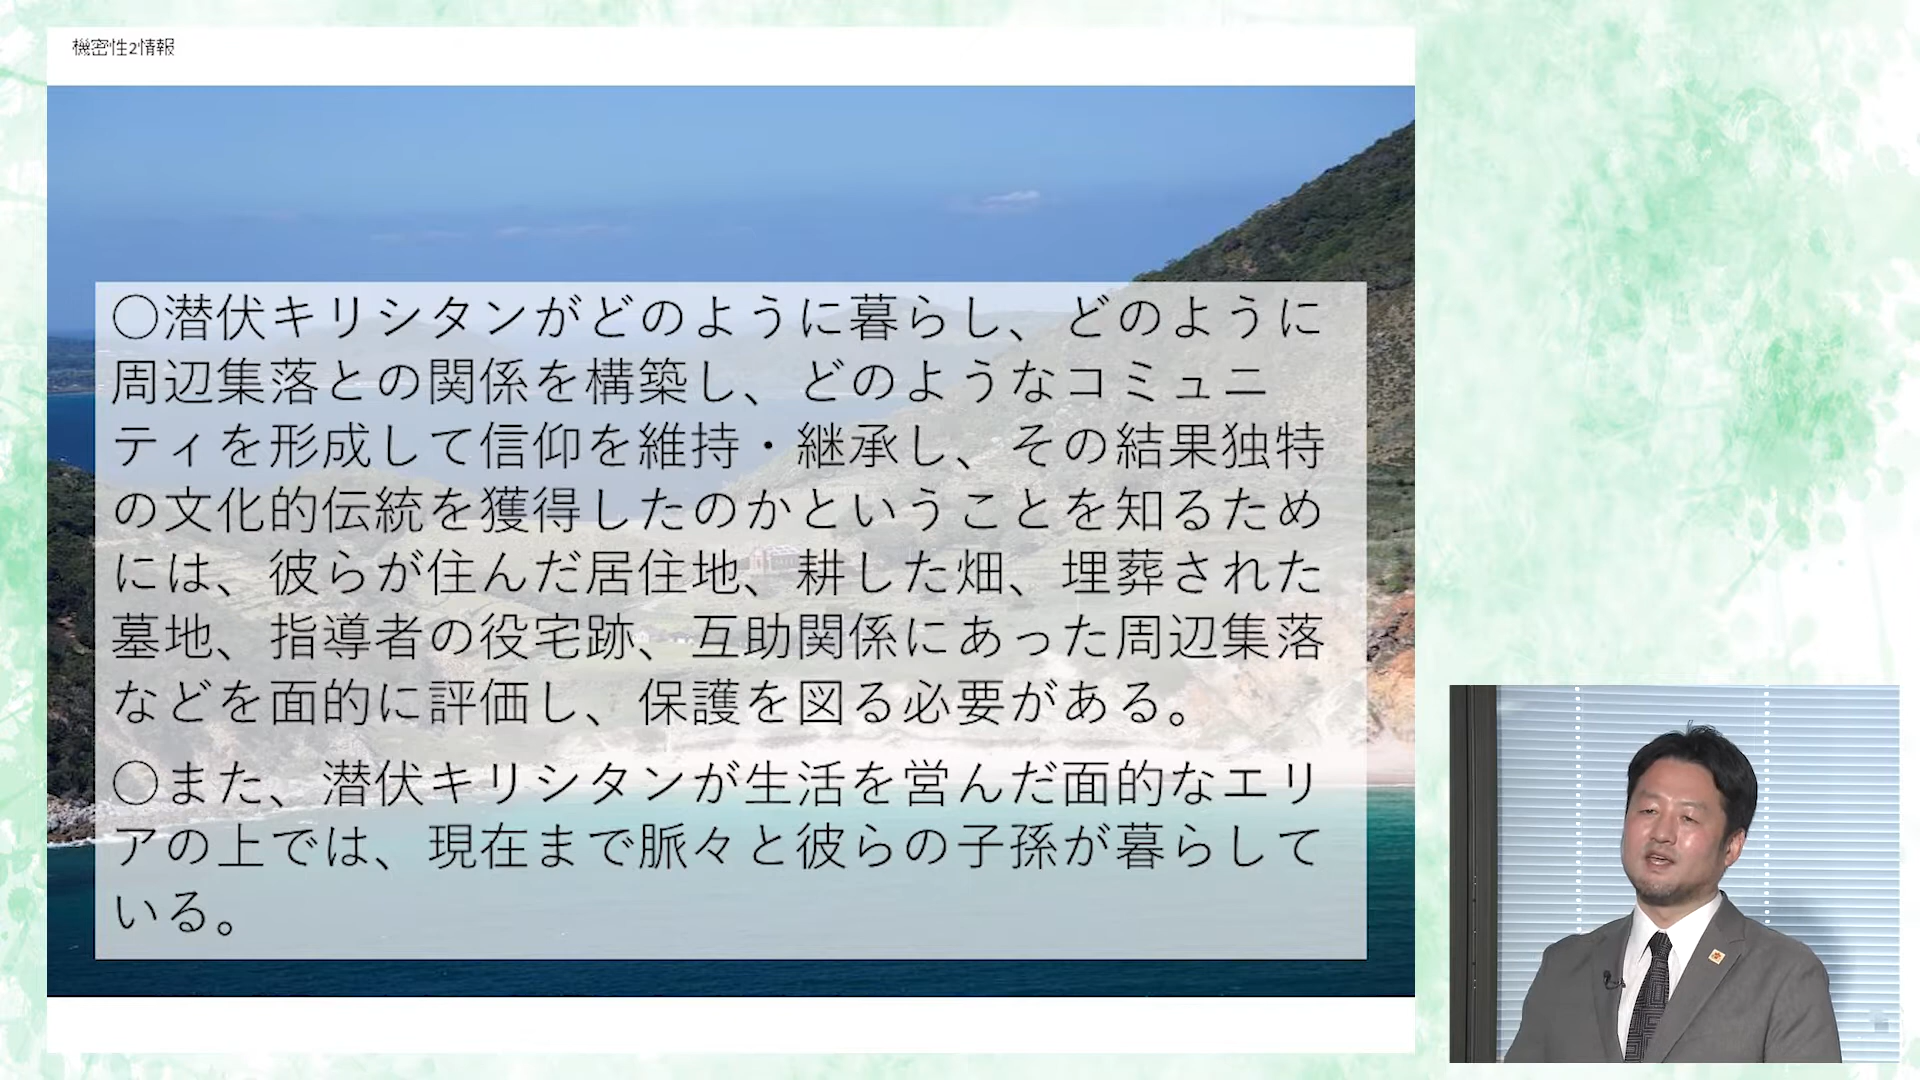 機密性2情報
〇潜伏キリシタンがどのように暮らし、どのように
周辺集落との関係を構築し、どのようなコミュニ
ティを形成して信仰を維持・継承し、その結果独特
の文化的伝統を獲得したのかということを知るため
には、彼らが住んだ居住地、耕した畑、埋葬された
墓地、指導者の役宅跡、互助関係にあった周辺集落
などを面的に評価し、保護を図る必要がある。
〇また、潜伏キリシタンが生活を営んだ面的なエリ
アの上では、現在まで脈々と彼らの子孫が暮らして
いる。